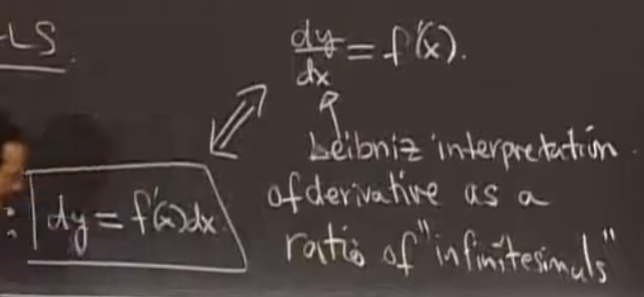 LS.
dy/dx = f'(x).
Leibniz interpretation
of derivative as a
ratio of "infinitesimals"
: dy = f'(x)dx.